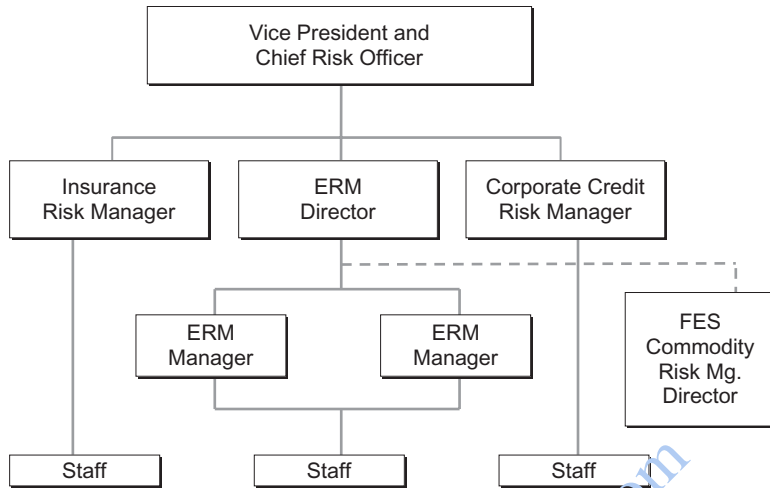 Vice President and
Chief Risk Officer
Insurance
Risk Manager
ERM
Director
Corporate Credit
Risk Manager
ERM
Manager
ERM
Manager
FES
Commodity
Risk Mg.
Director
Staff
Staff
Staff
om